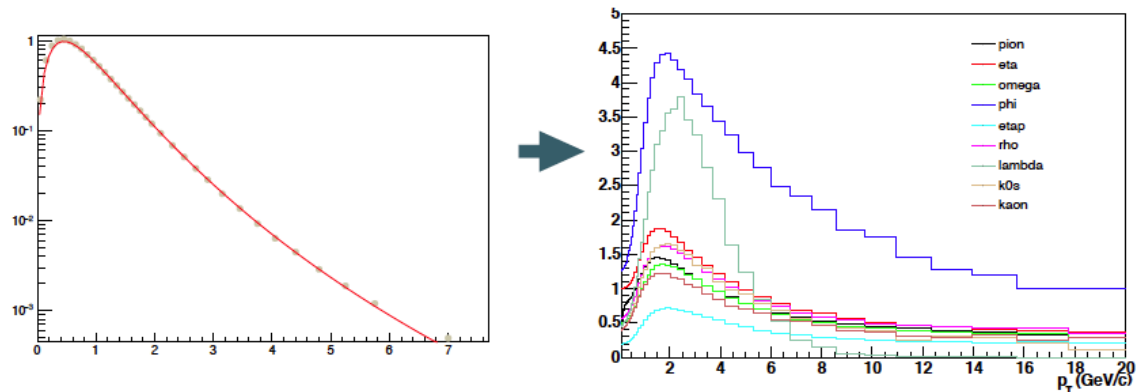 1
10⁻¹
10⁻²
10⁻³
0 1 2 3 4 5 6 7
5
4.5
4
3.5
3
2.5
2
1.5
1
0.5
0
0 2 4 6 8 10 12 14 16 18 20
p_T (GeV/c)
pion
eta
omega
phi
etap
rho
lambda
k0s
kaon